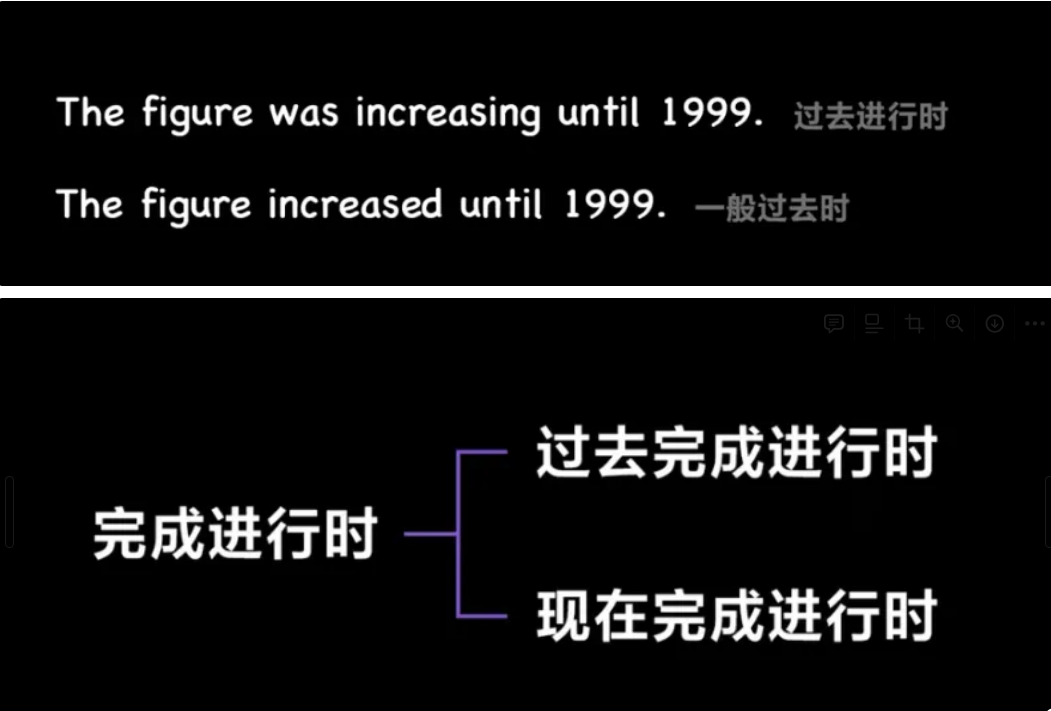 The figure was increasing until 1999. 过去进行时
The figure increased until 1999. 一般过去时
过去完成进行时
完成进行时
现在完成进行时